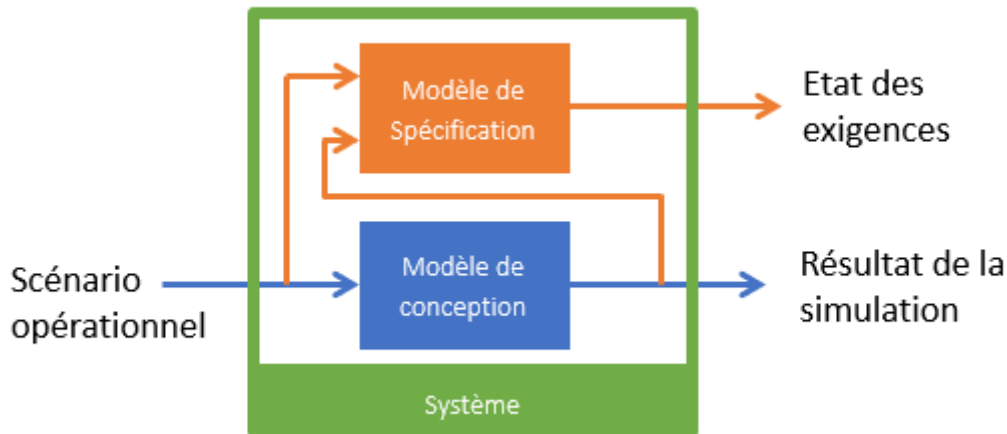 Modèle de
Spécification
Etat des
exigences
Scénario
opérationnel
Modèle de
conception
Résultat de la
simulation
Système